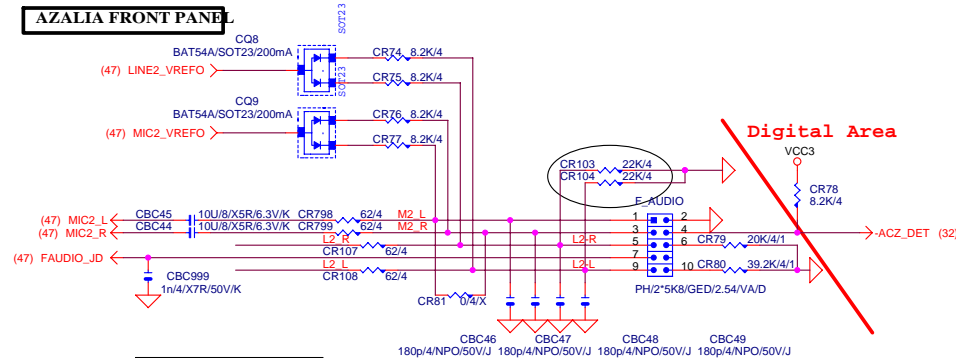 AZALIA FRONT PANEL
SOT23
CQ8
BAT54A/SOT23/200mA
CR74 8.2K/4
(47) LINE2_VREFO
SOT23
CR75 8.2K/4
CQ9
BAT54A/SOT23/200mA
CR76 8.2K/4
(47) MIC2_VREFO
CR77 8.2K/4
Digital Area
VCC3
CR103 22K/4
CR104 22K/4
CR78
8.2K/4
F_AUDIO
(47) MIC2_L CBC45 10U/8/X5R/6.3V/K CR798 62/4 M2_L 1 2
(47) MIC2_R CBC44 10U/8/X5R/6.3V/K CR799 62/4 M2_R 3 4 -ACZ_DET (32)
L2_R CR107 62/4 L2-R 5 6 CR79 20K/4/1
(47) FAUDIO_JD 7 8
L2_L CR108 62/4 L2-L 9 10 CR80 39.2K/4/1
CBC999
1n/4/X7R/50V/K
CR81 0/4/X
PH/2*5K8/GED/2.54/VA/D
CBC46 CBC47 CBC48 CBC49
180p/4/NPO/50V/J 180p/4/NPO/50V/J 180p/4/NPO/50V/J 180p/4/NPO/50V/J